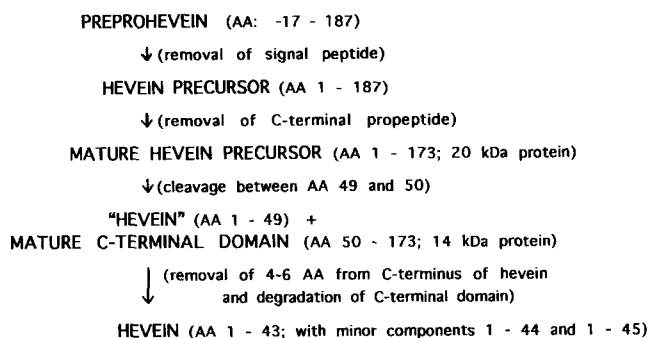 PREPROHEVEIN (AA: -17 - 187)
↓ (removal of signal peptide)
HEVEIN PRECURSOR (AA 1 - 187)
↓ (removal of C-terminal propeptide)
MATURE HEVEIN PRECURSOR (AA 1 - 173; 20 kDa protein)
↓ (cleavage between AA 49 and 50)
"HEVEIN" (AA 1 - 49) +
MATURE C-TERMINAL DOMAIN (AA 50 - 173; 14 kDa protein)
↓ (removal of 4-6 AA from C-terminus of hevein
and degradation of C-terminal domain)
HEVEIN (AA 1 - 43; with minor components 1 - 44 and 1 - 45)